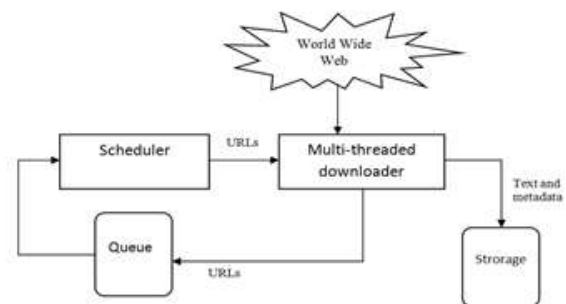 World Wide
Web
Scheduler
URLs
Multi-threaded
downloader
Text and
metadata
Queue
URLs
Strorage